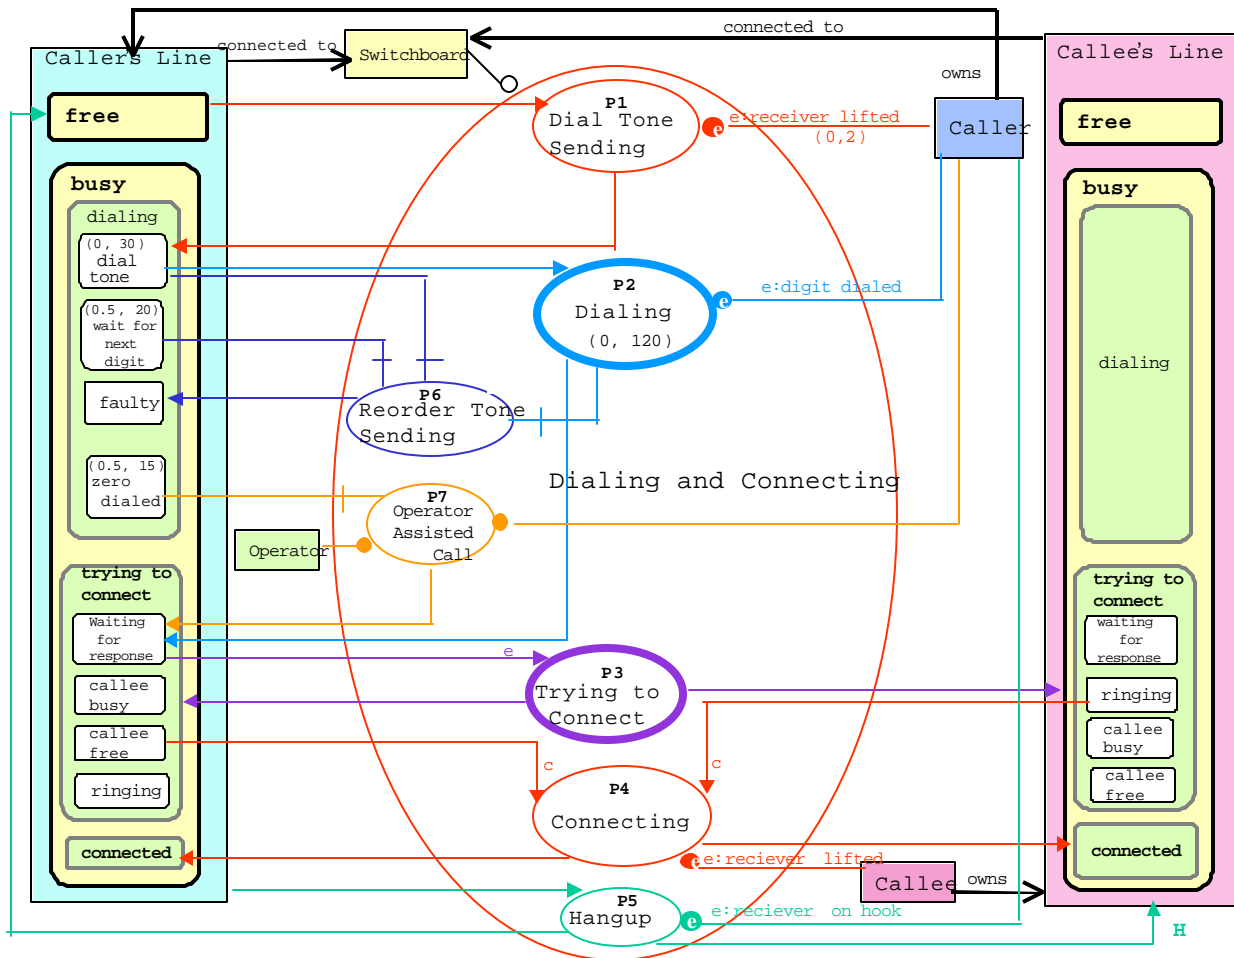 connected to
connected to
Switchboard
Caller's Line
Callee's Line
owns
free
P1
Dial Tone
Sending
e
e:receiver lifted
(0,2)
Caller
free
busy
busy
dialing
(0, 30)
dial
tone
P2
Dialing
(0, 120)
e
e:digit dialed
(0.5, 20)
wait for
next
digit
dialing
faulty
P6
Reorder Tone
Sending
(0.5, 15)
zero
dialed
Dialing and Connecting
P7
Operator
Assisted
Call
Operator
trying to
connect
trying to
connect
Waiting
for
response
waiting
for
response
e
P3
Trying to
Connect
callee
busy
ringing
callee
free
callee
busy
c
c
ringing
callee
free
P4
Connecting
connected
connected
e
e:reciever lifted
Callee
owns
P5
Hangup
e
e:reciever on hook
H